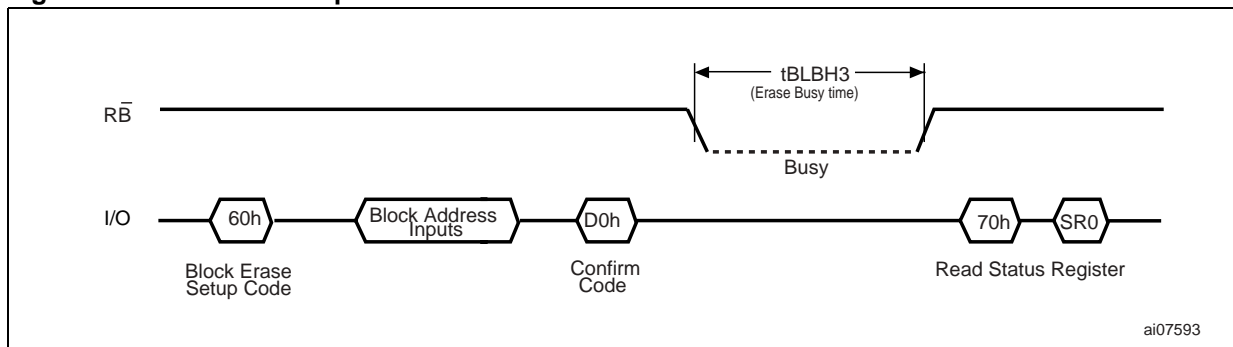 tBLBH3
(Erase Busy time)
RB̅
Busy
I/O
60h
Block Address
Inputs
D0h
70h
SR0
Block Erase
Setup Code
Confirm
Code
Read Status Register
ai07593